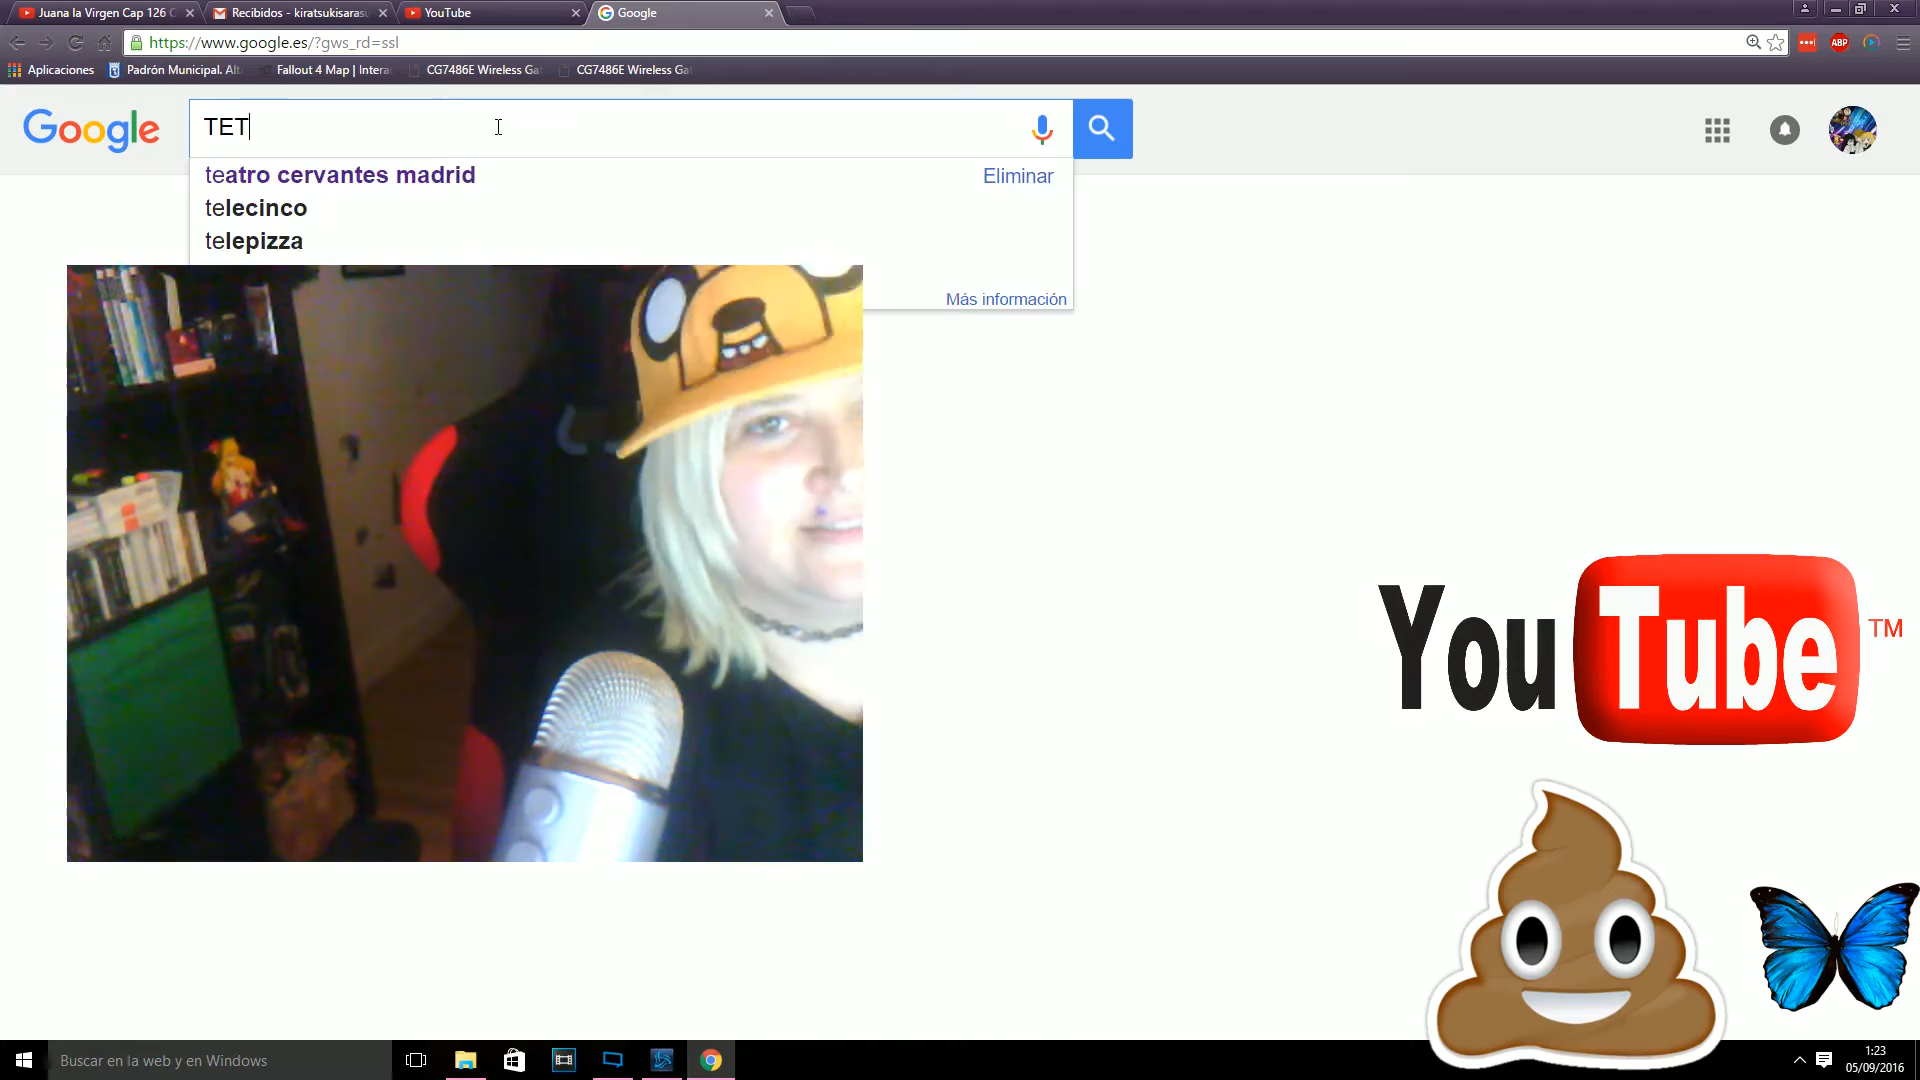 Juana la Virgen Cap 126 C
Recibidos - kiratsukisarasu
YouTube
Google
https://www.google.es/?gws_rd=ssl
ABP
Aplicaciones
Padrón Municipal. Alt
Fallout 4 Map | Intera
CG7486E Wireless Ga
CG7486E Wireless Ga
Google
TET
teatro cervantes madrid
Eliminar
telecinco
telepizza
Más información
YouTube TM
Buscar en la web y en Windows
1:23
05/09/2016